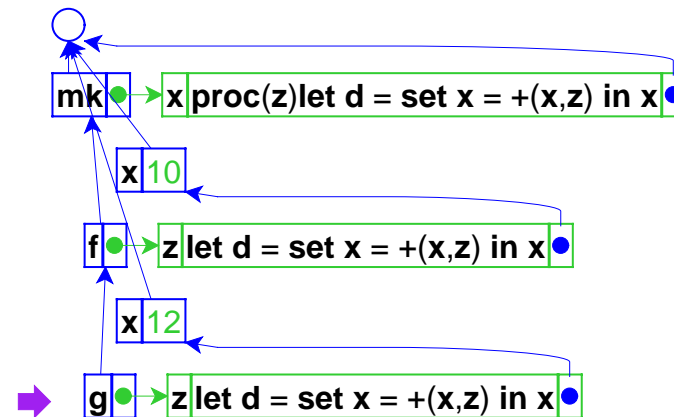 mk x proc(z)let d = set x = +(x,z) in x
x 10
f z let d = set x = +(x,z) in x
x 12
g z let d = set x = +(x,z) in x